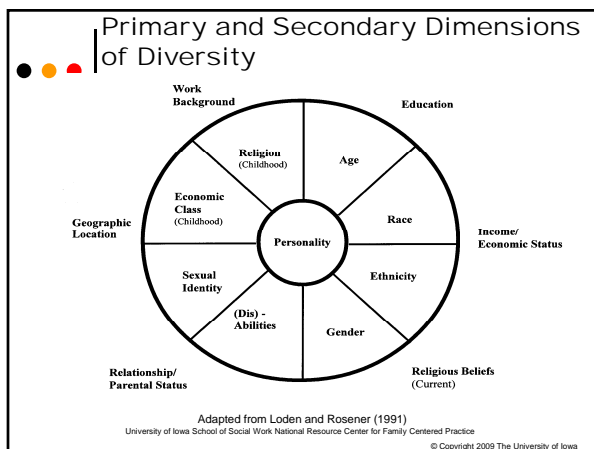 Primary and Secondary Dimensions
of Diversity
Work
Background
Education
Religion
(Childhood)
Age
Economic
Class
(Childhood)
Race
Geographic
Location
Personality
Income/
Economic Status
Sexual
Identity
Ethnicity
(Dis) -
Abilities
Gender
Relationship/
Parental Status
Religious Beliefs
(Current)
Adapted from Loden and Rosener (1991)
University of Iowa School of Social Work National Resource Center for Family Centered Practice
© Copyright 2009 The University of Iowa